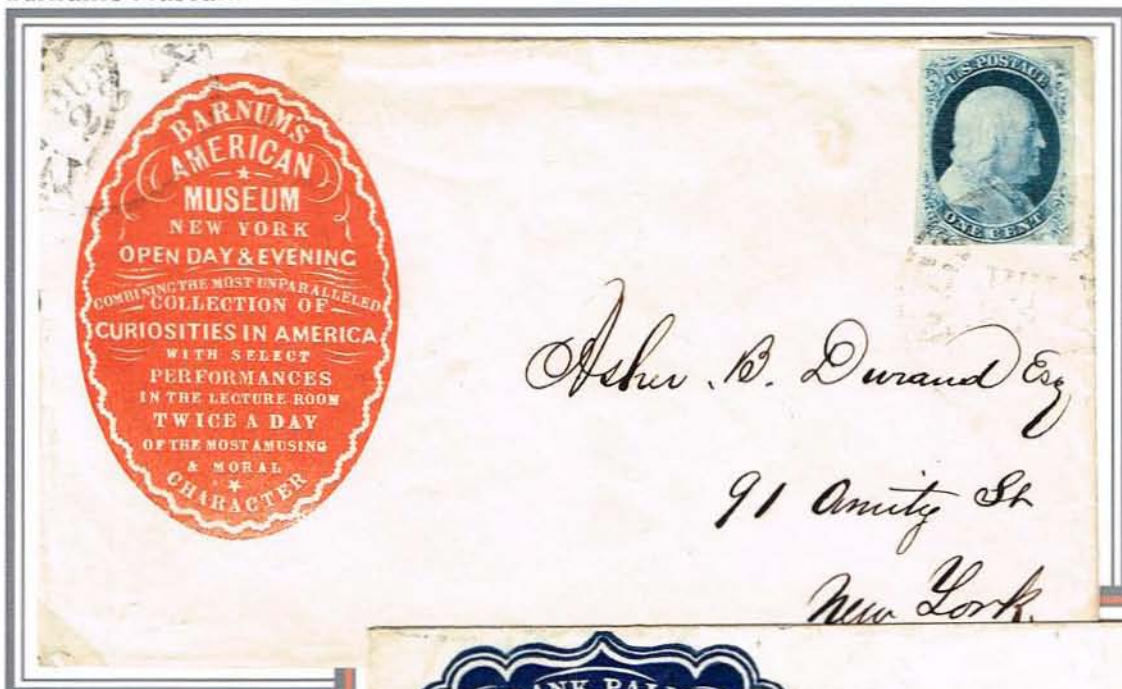 BARNUM'S
AMERICAN
MUSEUM
NEW YORK
OPEN DAY & EVENING
COMBINING THE MOST UNPARALLELED
COLLECTION OF
CURIOSITIES IN AMERICA
WITH SELECT
PERFORMANCES
IN THE LECTURE ROOM
TWICE A DAY
OF THE MOST AMUSING
& MORAL
CHARACTER
U.S. POSTAGE
ONE CENT
Asher. B. Durand Esq
91 Amity St
New York.